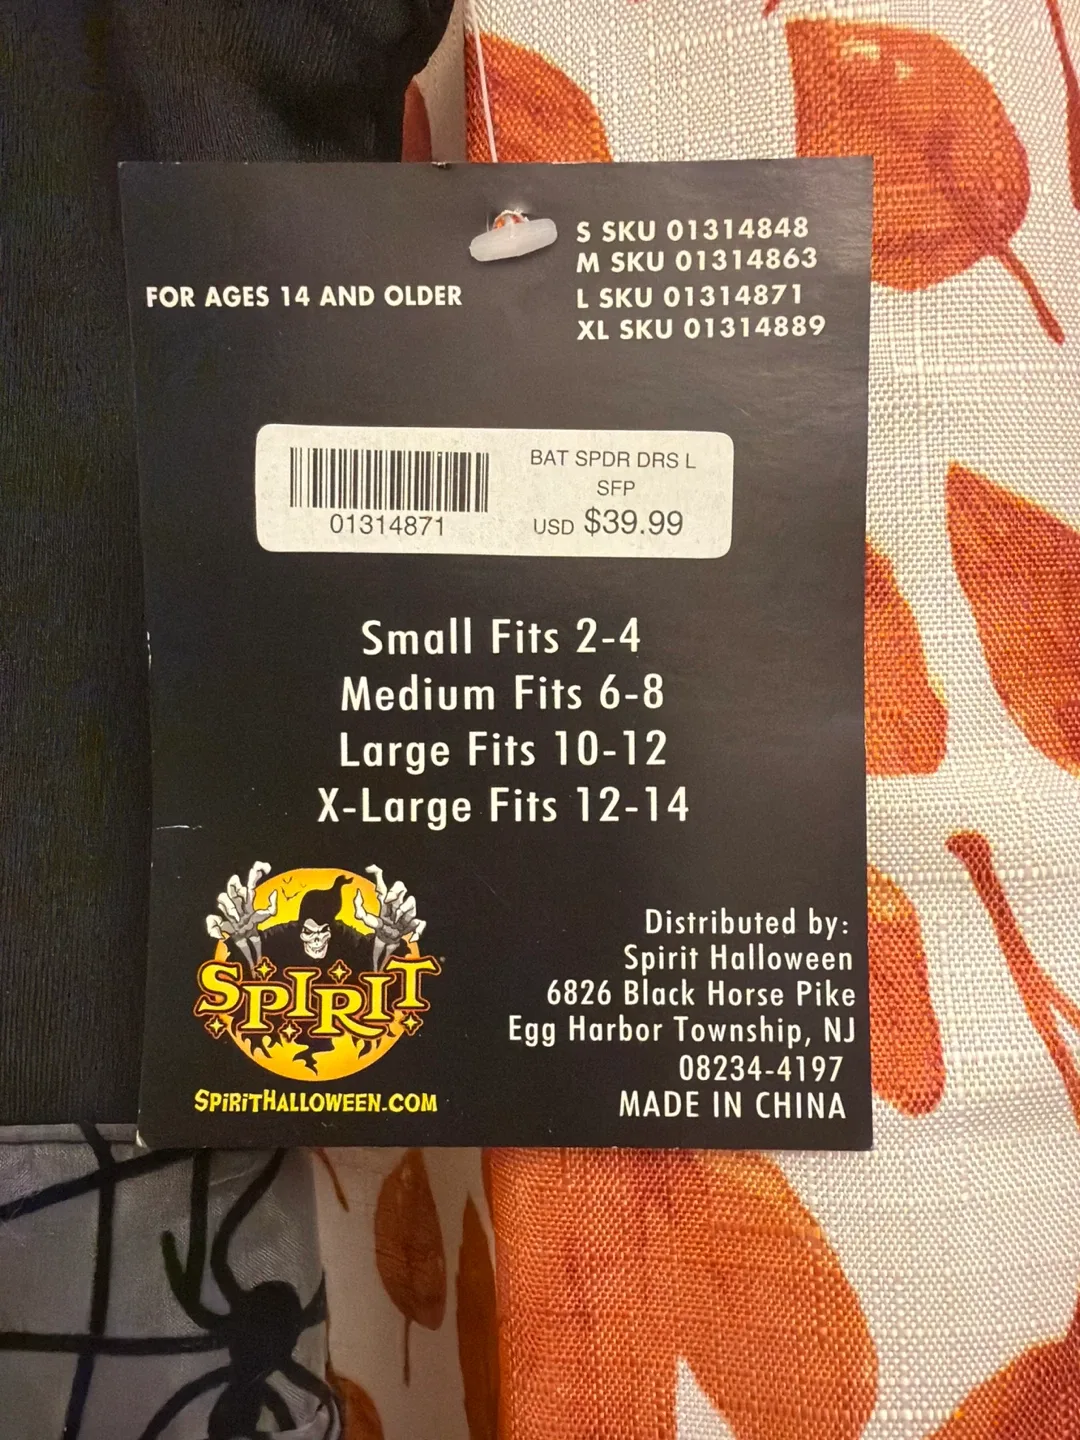 S SKU 01314848
M SKU 01314863
L SKU 01314871
XL SKU 01314889
FOR AGES 14 AND OLDER
BAT SPDR DRS L
SFP
01314871
USD $39.99
Small Fits 2-4
Medium Fits 6-8
Large Fits 10-12
X-Large Fits 12-14
SPIRIT
SPIRITHALLOWEEN.COM
Distributed by:
Spirit Halloween
6826 Black Horse Pike
Egg Harbor Township, NJ
08234-4197
MADE IN CHINA